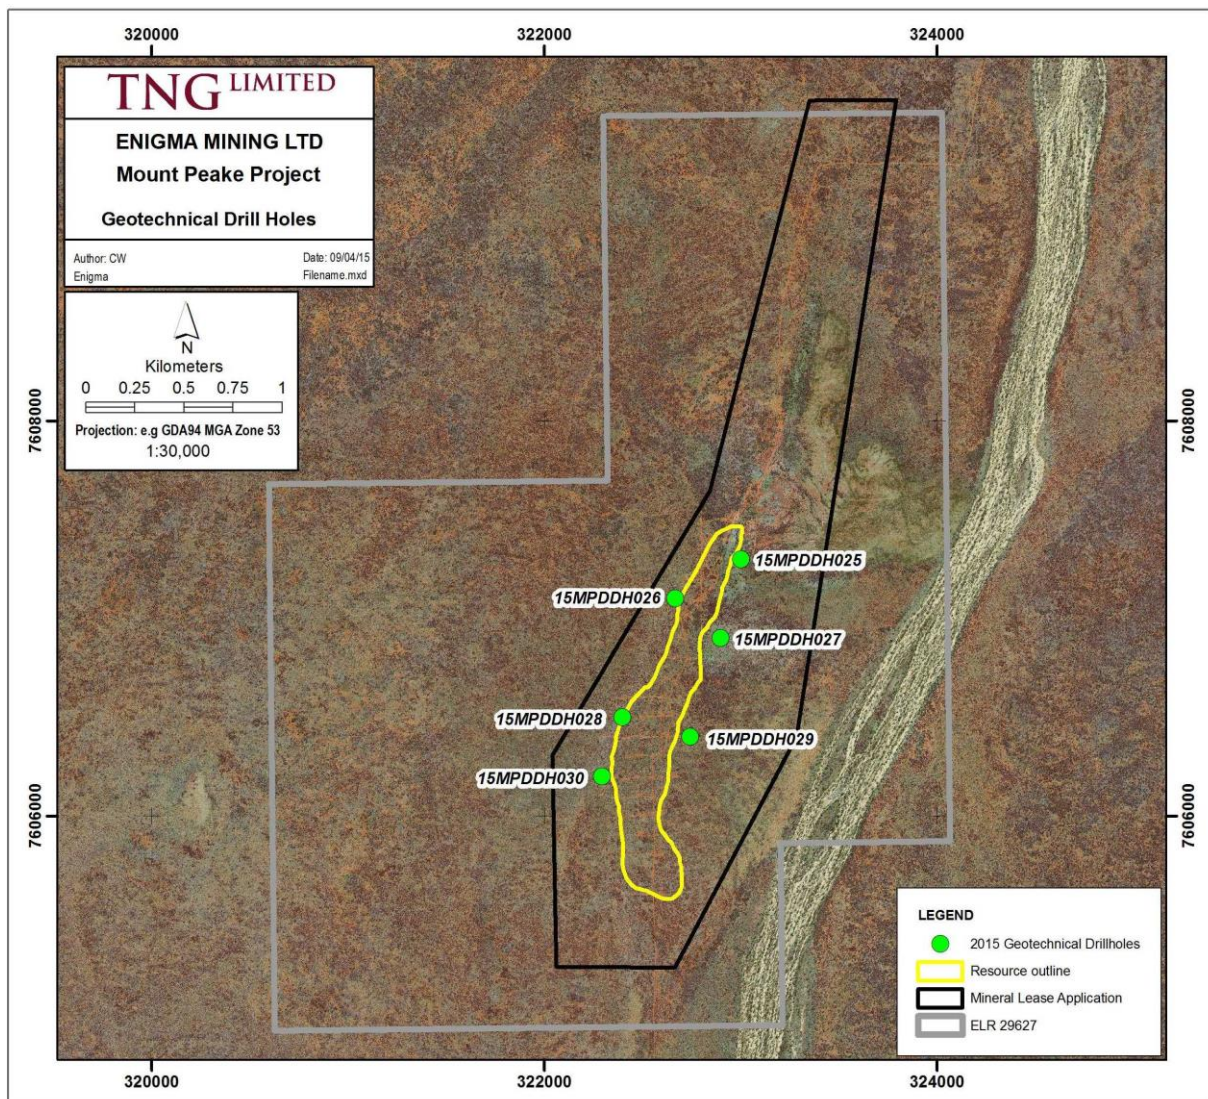 320000
322000
324000
TNG LIMITED
ENIGMA MINING LTD
Mount Peake Project
Geotechnical Drill Holes
Author: CW
Date: 09/04/15
Enigma
Filename.mxd
N
Kilometers
0 0.25 0.5 0.75 1
Projection: e.g GDA94 MGA Zone 53
1:30,000
7608000
7608000
15MPDDH025
15MPDDH026
15MPDDH027
15MPDDH028
15MPDDH029
15MPDDH030
7606000
7606000
LEGEND
2015 Geotechnical Drillholes
Resource outline
Mineral Lease Application
ELR 29627
320000
322000
324000